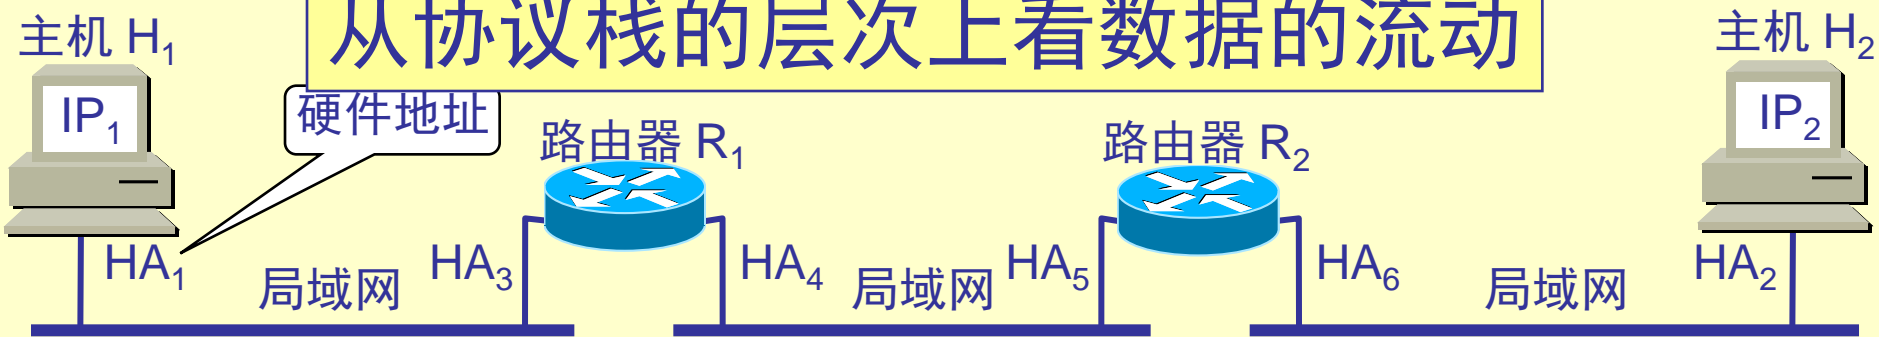 从协议栈的层次上看数据的流动
主机 H1
主机 H2
IP1
硬件地址
路由器 R1
路由器 R2
IP2
HA1
局域网
HA3
HA4
局域网
HA5
HA6
局域网
HA2